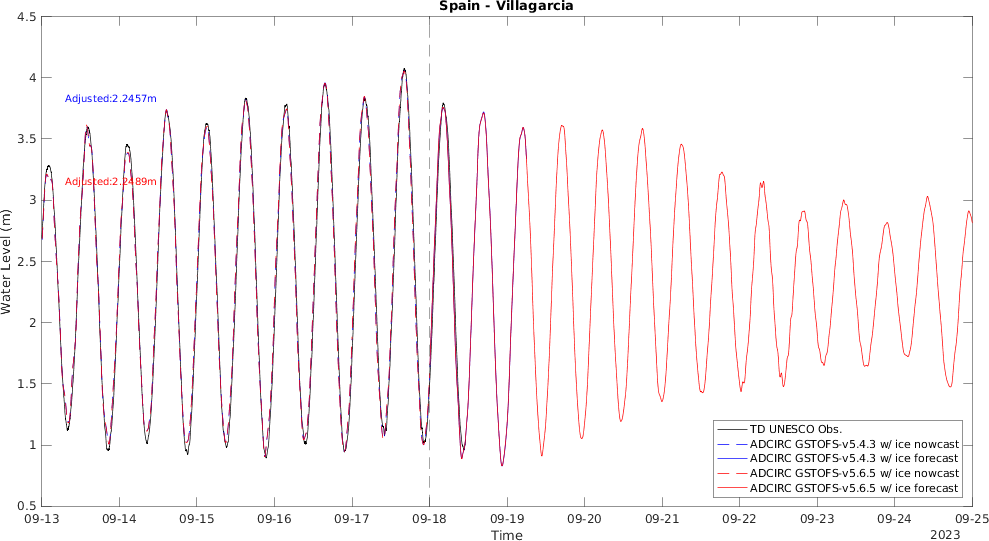 Spain - Villagarcia
4.5
4
3.5
3
2.5
2
1.5
1
0.5
Water Level (m)
Adjusted:2.2457m
Adjusted:2.2489m
TD UNESCO Obs.
ADCIRC GSTOFS-v5.4.3 w/ ice nowcast
ADCIRC GSTOFS-v5.4.3 w/ ice forecast
ADCIRC GSTOFS-v5.6.5 w/ ice nowcast
ADCIRC GSTOFS-v5.6.5 w/ ice forecast
09-13 09-14 09-15 09-16 09-17 09-18 09-19 09-20 09-21 09-22 09-23 09-24 09-25
Time
2023